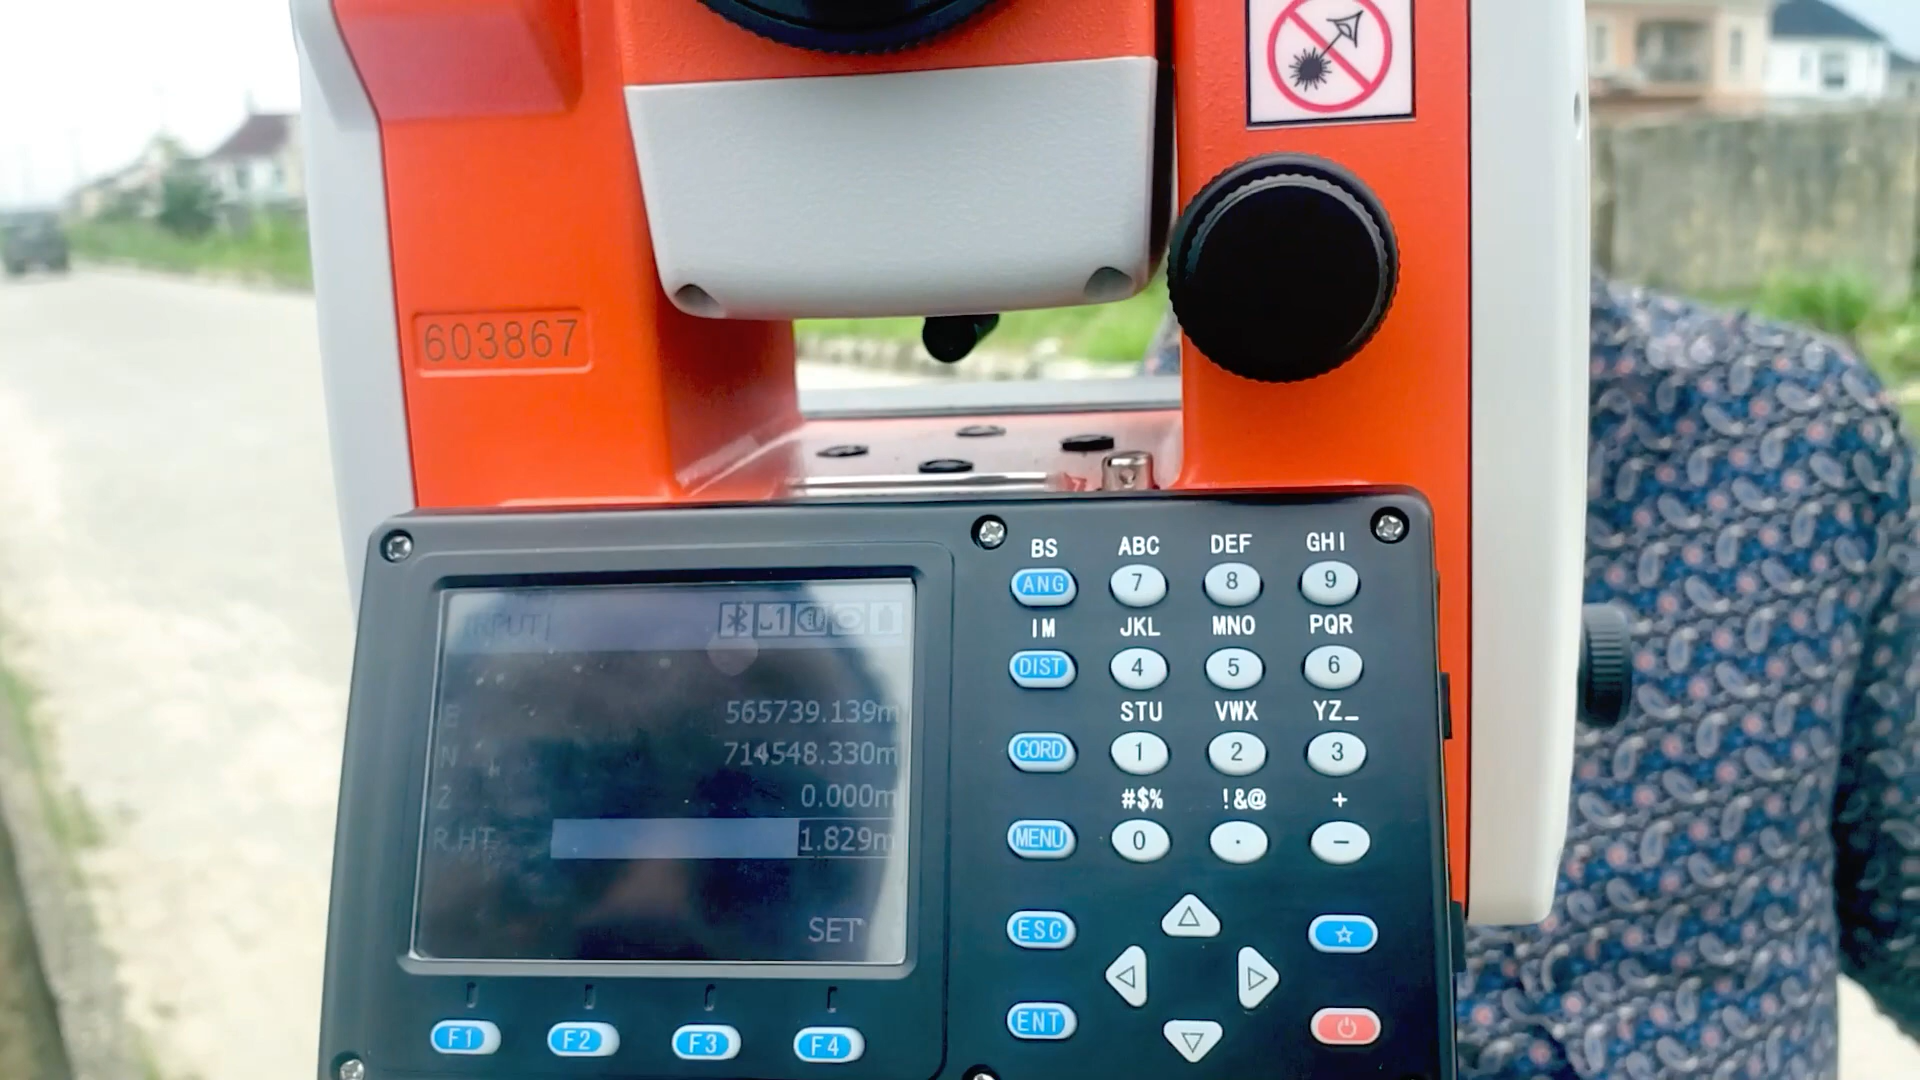 603867
INPUT
E 565739.139m
N 714548.330m
Z 0.000m
R.HT 1.829m
SET
F1 F2 F3 F4
BS ABC DEF GHI
ANG 7 8 9
IM JKL MNO PQR
DIST 4 5 6
STU VWX YZ_
CORD 1 2 3
#$% !&@ +
MENU 0 . -
ESC
ENT